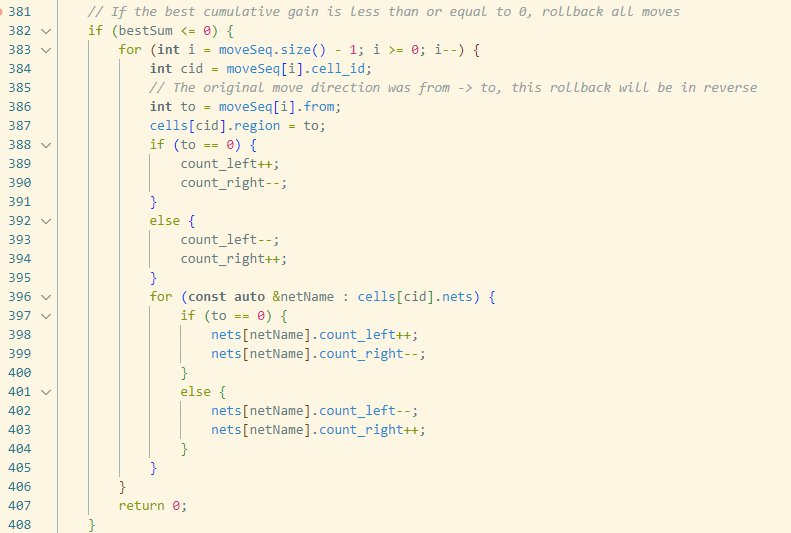 381 // If the best cumulative gain is less than or equal to 0, rollback all moves
382 if (bestSum <= 0) {
383 for (int i = moveSeq.size() - 1; i >= 0; i--) {
384 int cid = moveSeq[i].cell_id;
385 // The original move direction was from -> to, this rollback will be in reverse
386 int to = moveSeq[i].from;
387 cells[cid].region = to;
388 if (to == 0) {
389 count_left++;
390 count_right--;
391 }
392 else {
393 count_left--;
394 count_right++;
395 }
396 for (const auto &netName : cells[cid].nets) {
397 if (to == 0) {
398 nets[netName].count_left++;
399 nets[netName].count_right--;
400 }
401 else {
402 nets[netName].count_left--;
403 nets[netName].count_right++;
404 }
405 }
406 }
407 return 0;
408 }